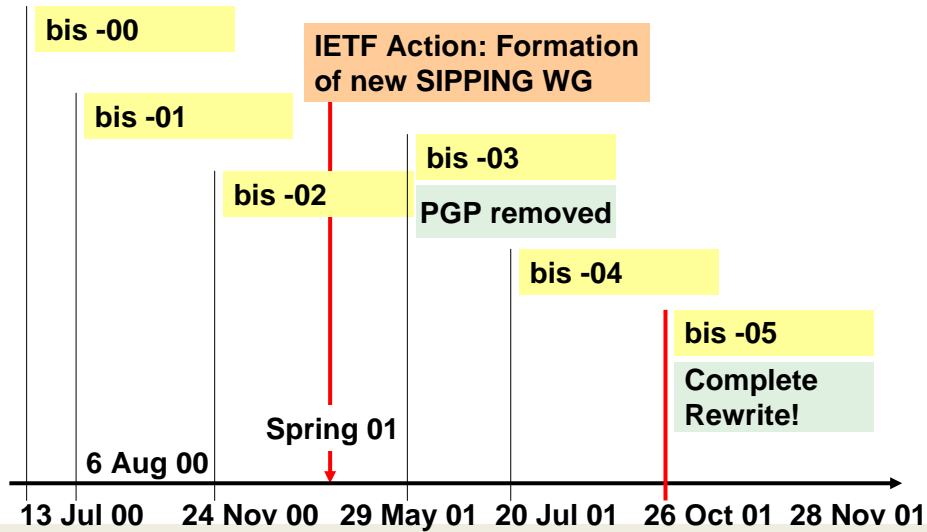 bis -00
IETF Action: Formation
of new SIPPING WG
bis -01
bis -03
bis -02
PGP removed
bis -04
bis -05
Complete
Rewrite!
Spring 01
6 Aug 00
13 Jul 00 24 Nov 00 29 May 01 20 Jul 01 26 Oct 01 28 Nov 01